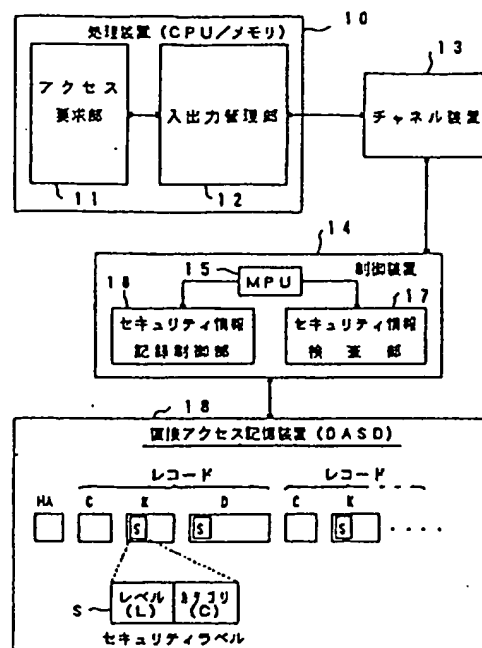 10
処理装置(CPU/メモリ)
アクセス
要求部
入出力管理部
11
12
13
チャネル装置
14
制御装置
15
MPU
16
セキュリティ情報
記録制御部
17
セキュリティ情報
検査部
18
直接アクセス記憶装置(DASD)
レコード
レコード
HA
C
K
D
C
K
S
S
S
S
レベル
(L)
カテゴリ
(C)
セキュリティラベル